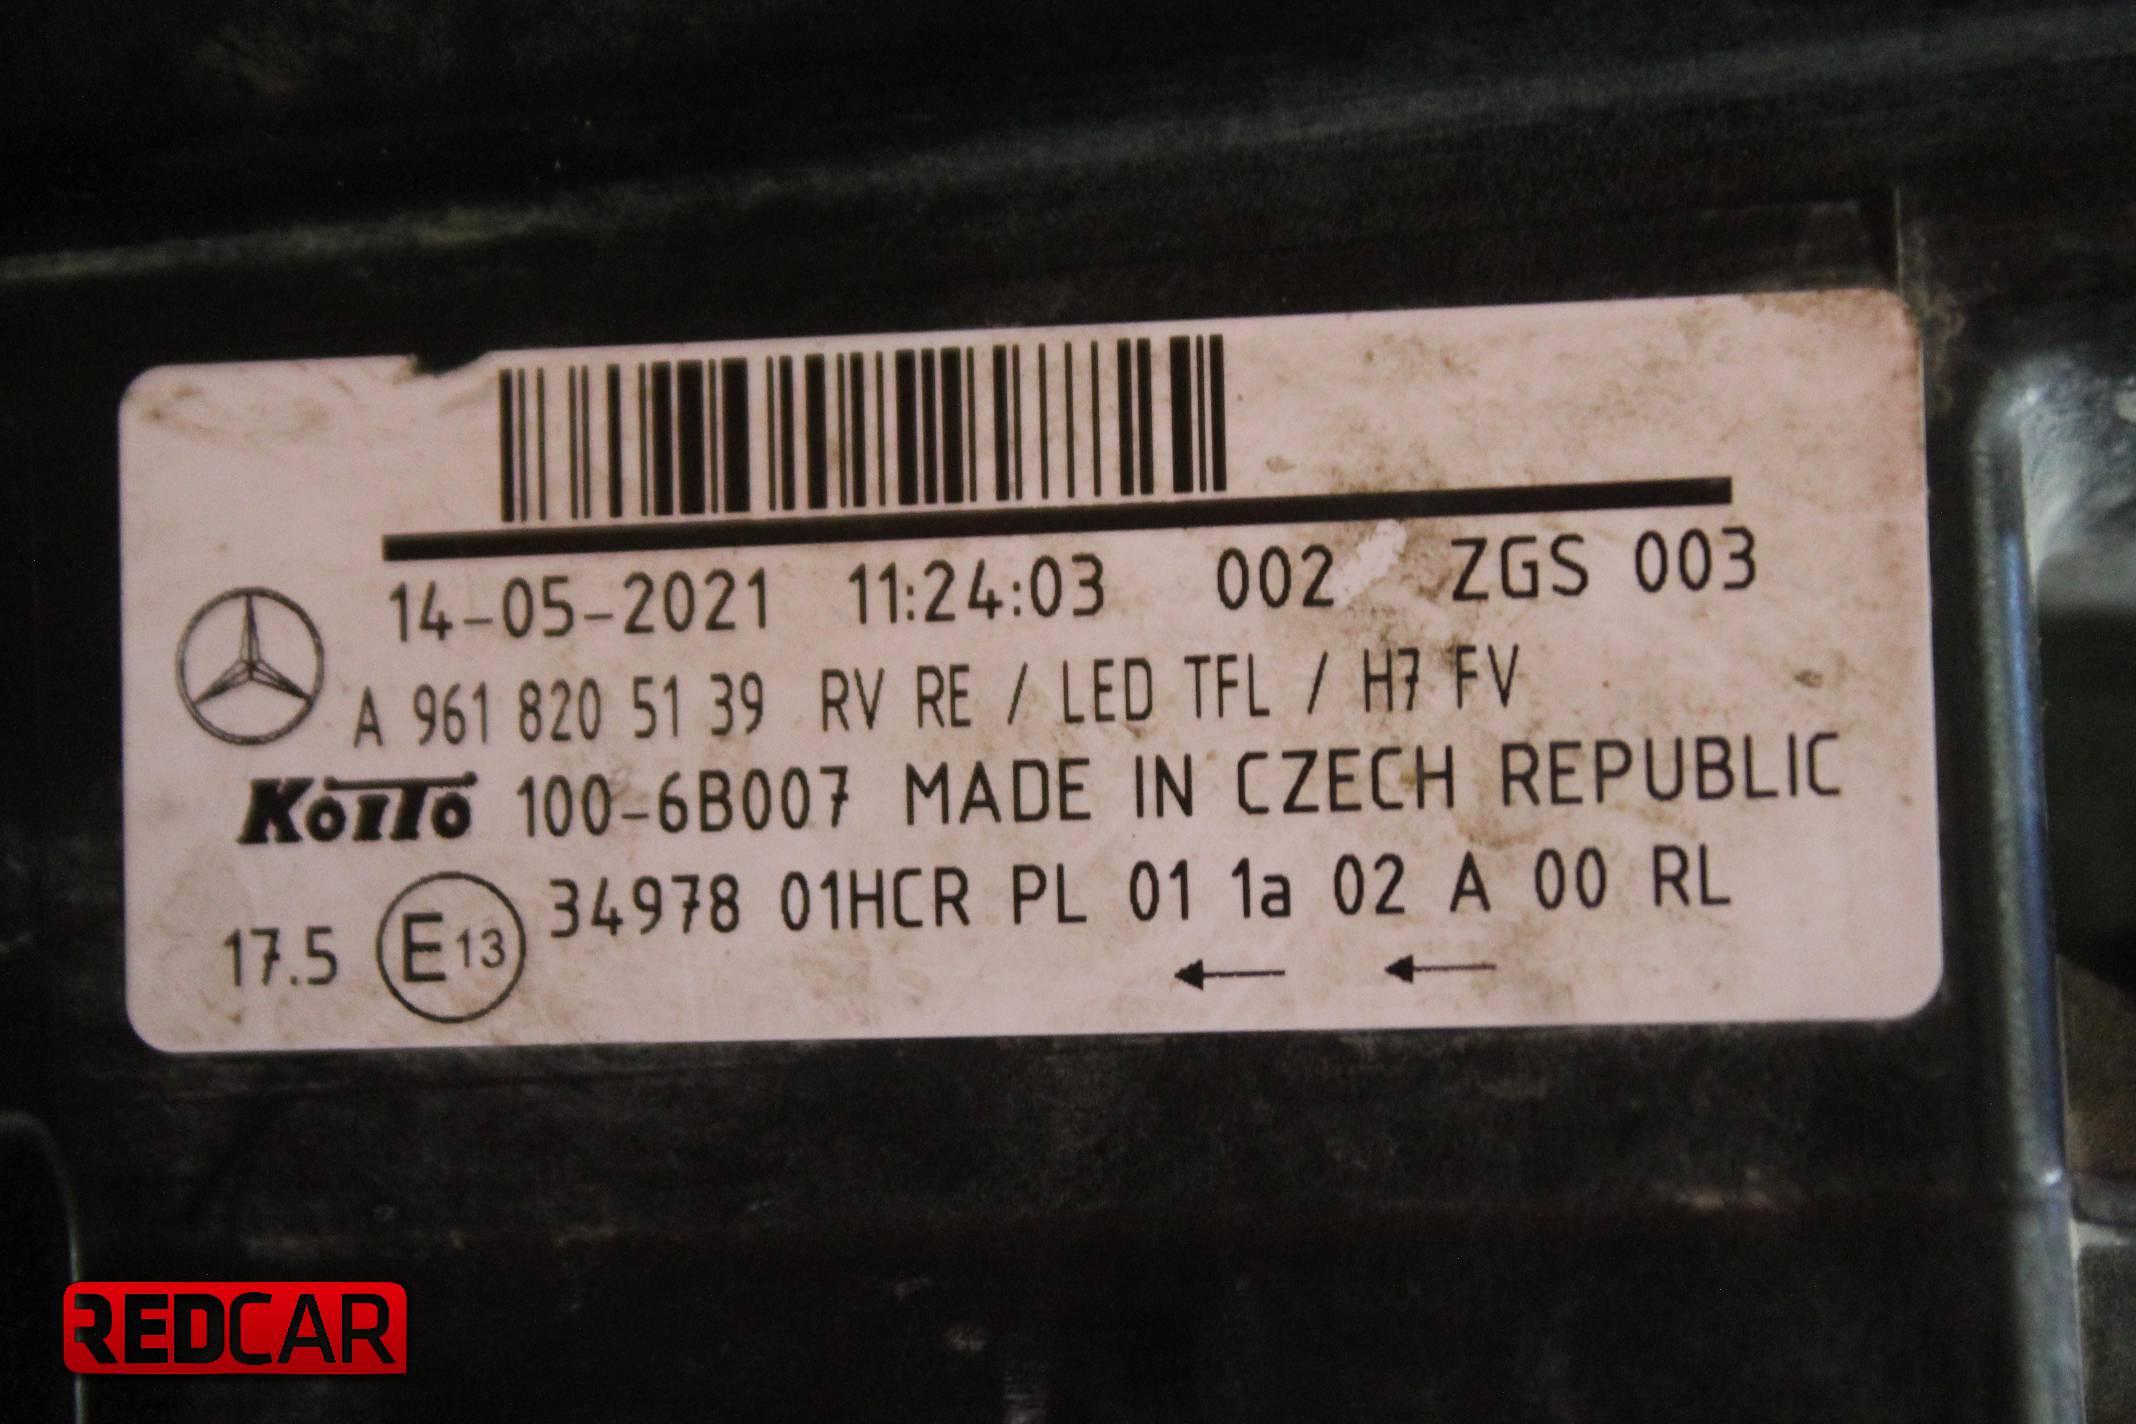 14-05-2021 11:24:03 002 ZGS 003
A 961 820 51 39 RV RE / LED TFL / H7 FV
KOITO 100-6B007 MADE IN CZECH REPUBLIC
17.5 E13 34978 01HCR PL 01 1a 02 A 00 RL
← ←
REDCAR